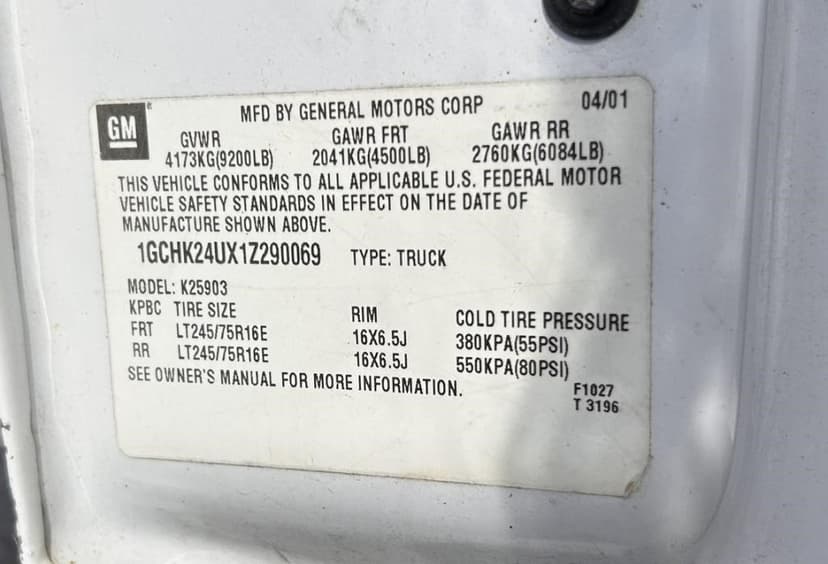 GM ® MFD BY GENERAL MOTORS CORP 04/01
GVWR GAWR FRT GAWR RR
4173KG(9200LB) 2041KG(4500LB) 2760KG(6084LB)
THIS VEHICLE CONFORMS TO ALL APPLICABLE U.S. FEDERAL MOTOR
VEHICLE SAFETY STANDARDS IN EFFECT ON THE DATE OF
MANUFACTURE SHOWN ABOVE.
1GCHK24UX1Z290069 TYPE: TRUCK
MODEL: K25903
KPBC TIRE SIZE RIM COLD TIRE PRESSURE
FRT LT245/75R16E 16X6.5J 380KPA(55PSI)
RR LT245/75R16E 16X6.5J 550KPA(80PSI)
SEE OWNER'S MANUAL FOR MORE INFORMATION.
F1027
T 3196